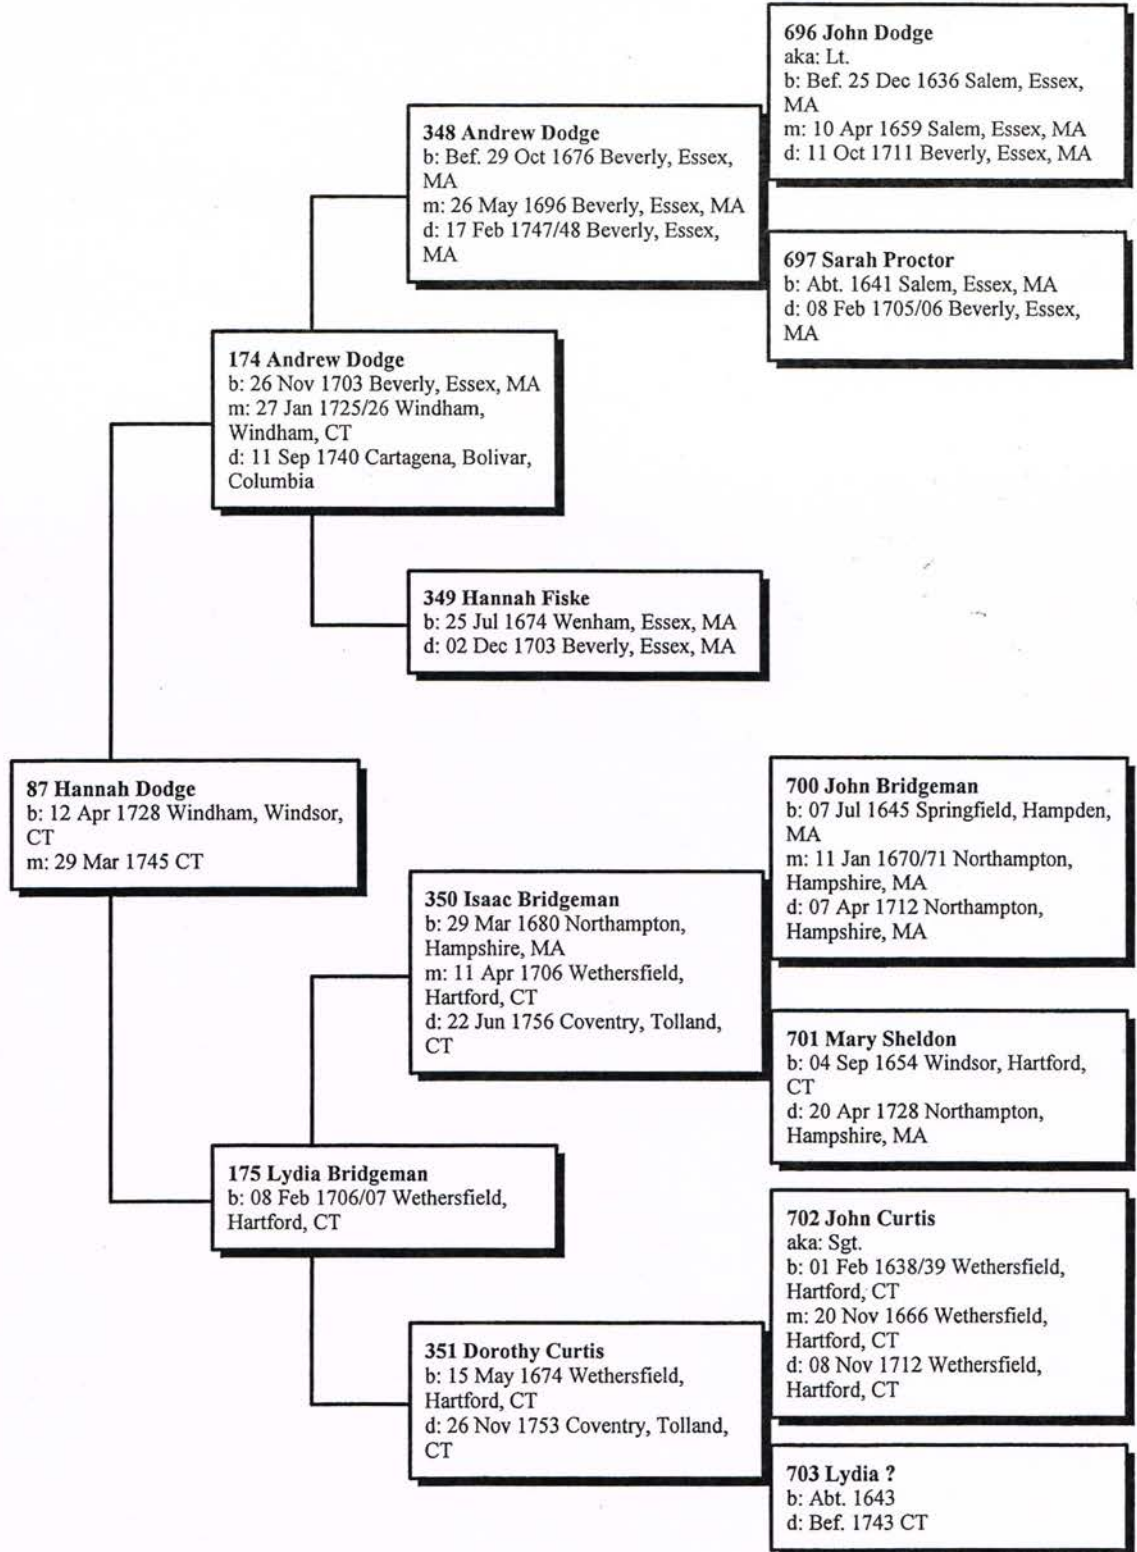 696 John Dodge
aka: Lt.
b: Bef. 25 Dec 1636 Salem, Essex,
MA
m: 10 Apr 1659 Salem, Essex, MA
d: 11 Oct 1711 Beverly, Essex, MA
348 Andrew Dodge
b: Bef. 29 Oct 1676 Beverly, Essex,
MA
m: 26 May 1696 Beverly, Essex, MA
d: 17 Feb 1747/48 Beverly, Essex,
MA
697 Sarah Proctor
b: Abt. 1641 Salem, Essex, MA
d: 08 Feb 1705/06 Beverly, Essex,
MA
174 Andrew Dodge
b: 26 Nov 1703 Beverly, Essex, MA
m: 27 Jan 1725/26 Windham,
Windham, CT
d: 11 Sep 1740 Cartagena, Bolivar,
Columbia
349 Hannah Fiske
b: 25 Jul 1674 Wenham, Essex, MA
d: 02 Dec 1703 Beverly, Essex, MA
87 Hannah Dodge
b: 12 Apr 1728 Windham, Windsor,
CT
m: 29 Mar 1745 CT
700 John Bridgeman
b: 07 Jul 1645 Springfield, Hampden,
MA
m: 11 Jan 1670/71 Northampton,
Hampshire, MA
d: 07 Apr 1712 Northampton,
Hampshire, MA
350 Isaac Bridgeman
b: 29 Mar 1680 Northampton,
Hampshire, MA
m: 11 Apr 1706 Wethersfield,
Hartford, CT
d: 22 Jun 1756 Coventry, Tolland,
CT
701 Mary Sheldon
b: 04 Sep 1654 Windsor, Hartford,
CT
d: 20 Apr 1728 Northampton,
Hampshire, MA
175 Lydia Bridgeman
b: 08 Feb 1706/07 Wethersfield,
Hartford, CT
702 John Curtis
aka: Sgt.
b: 01 Feb 1638/39 Wethersfield,
Hartford, CT
m: 20 Nov 1666 Wethersfield,
Hartford, CT
d: 08 Nov 1712 Wethersfield,
Hartford, CT
351 Dorothy Curtis
b: 15 May 1674 Wethersfield,
Hartford, CT
d: 26 Nov 1753 Coventry, Tolland,
CT
703 Lydia ?
b: Abt. 1643
d: Bef. 1743 CT